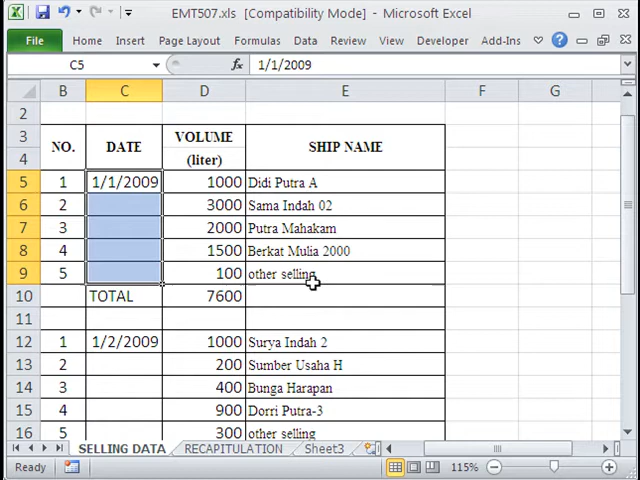 EMT507.xls [Compatibility Mode] - Microsoft Excel
File Home Insert Page Layout Formulas Data Review View Developer Add-Ins
C5 fx 1/1/2009
B C D E F G
2
3 NO. DATE VOLUME SHIP NAME
4 (liter)
5 1 1/1/2009 1000 Didi Putra A
6 2 3000 Sama Indah 02
7 3 2000 Putra Mahakam
8 4 1500 Berkat Mulia 2000
9 5 100 other selling
10 TOTAL 7600
11
12 1 1/2/2009 1000 Surya Indah 2
13 2 200 Sumber Usaha H
14 3 400 Bunga Harapan
15 4 900 Dorri Putra-3
16 5 300 other selling
SELLING DATA RECAPITULATION Sheet3
Ready 115%